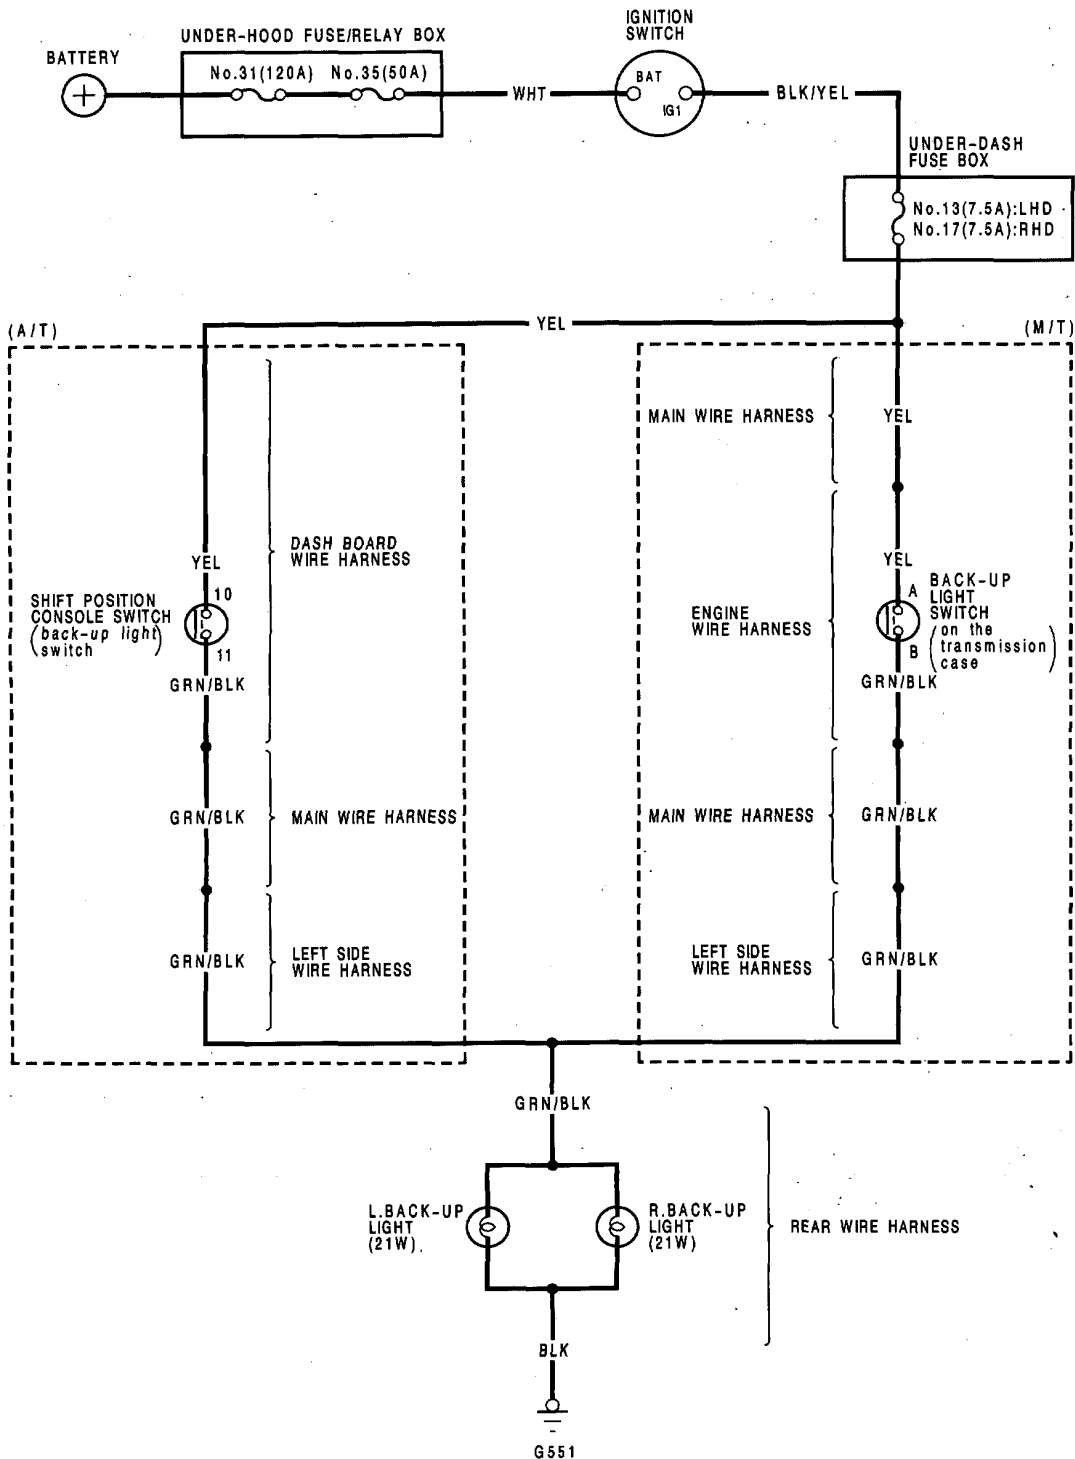 IGNITION
SWITCH
UNDER-HOOD FUSE/RELAY BOX
BATTERY
No.31(120A) No.35(50A)
BAT
WHT
BLK/YEL
IG1
UNDER-DASH
FUSE BOX
No.13(7.5A):LHD
No.17(7.5A):RHD
(A/T)
YEL
(M/T)
MAIN WIRE HARNESS
YEL
DASH BOARD
WIRE HARNESS
YEL
YEL
SHIFT POSITION
CONSOLE SWITCH
(back-up light)
switch
10
11
ENGINE
WIRE HARNESS
A
B
BACK-UP
LIGHT
SWITCH
(on the
transmission)
case
GRN/BLK
GRN/BLK
GRN/BLK
MAIN WIRE HARNESS
MAIN WIRE HARNESS
GRN/BLK
GRN/BLK
LEFT SIDE
WIRE HARNESS
LEFT SIDE
WIRE HARNESS
GRN/BLK
GRN/BLK
L.BACK-UP
LIGHT
(21W)
R.BACK-UP
LIGHT
(21W)
REAR WIRE HARNESS
BLK
G551